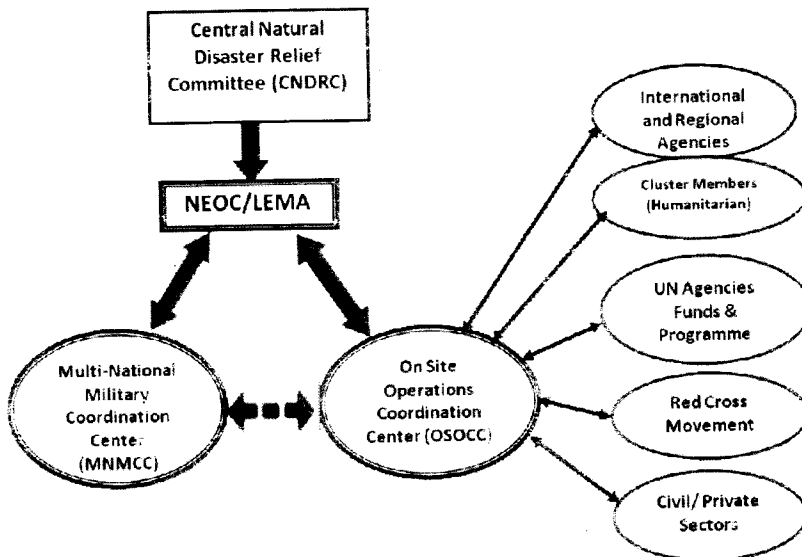 Central Natural
Disaster Relief
Committee (CNDRC)
NEOC/LEMA
Multi-National
Military
Coordination
Center
(MNMCC)
On Site
Operations
Coordination
Center (OSOCC)
International
and Regional
Agencies
Cluster Members
(Humanitarian)
UN Agencies
Funds &
Programme
Red Cross
Movement
Civil/ Private
Sectors